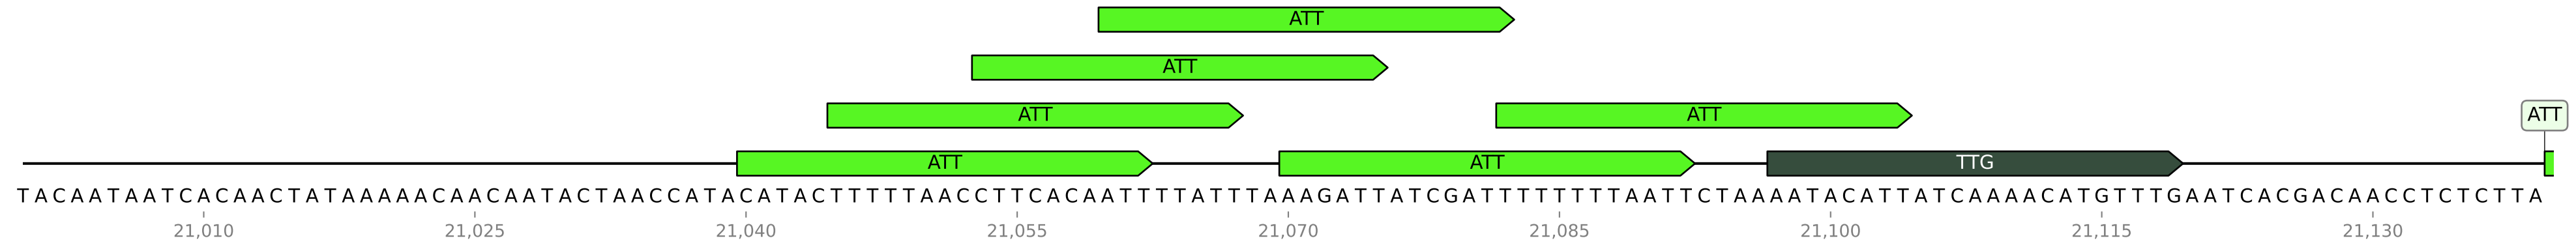 ATT
ATT
ATT ATT ATT
ATT ATT TTG
TACAATAATCACAACTATAAAAACAACAATACTAACCATACATACTTTTTAACCTTCACAATTTTATTTAAAGATTATCGATTTTTTTTAATTCTAAAATACATTATCAAAACATGTTTGAATCACGACAACCTCTCTTA
21,010 21,025 21,040 21,055 21,070 21,085 21,100 21,115 21,130